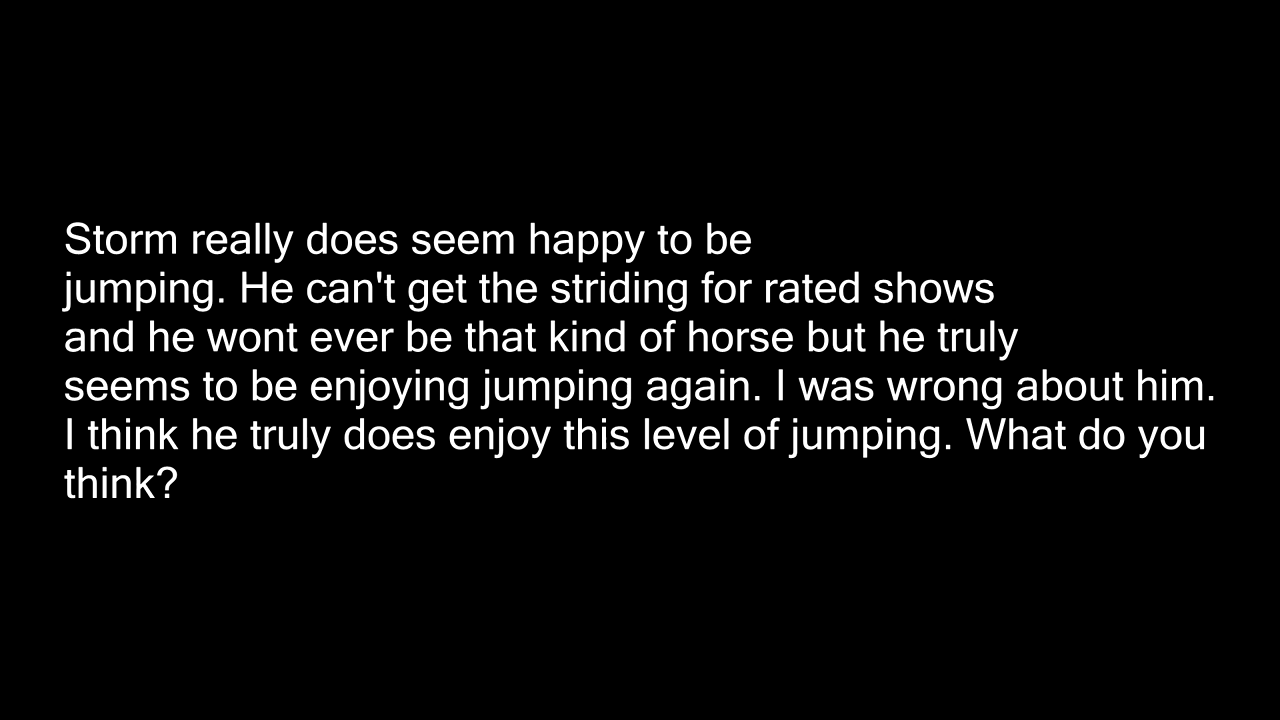 Storm really does seem happy to be
jumping. He can't get the striding for rated shows
and he wont ever be that kind of horse but he truly
seems to be enjoying jumping again. I was wrong about him.
I think he truly does enjoy this level of jumping. What do you
think?